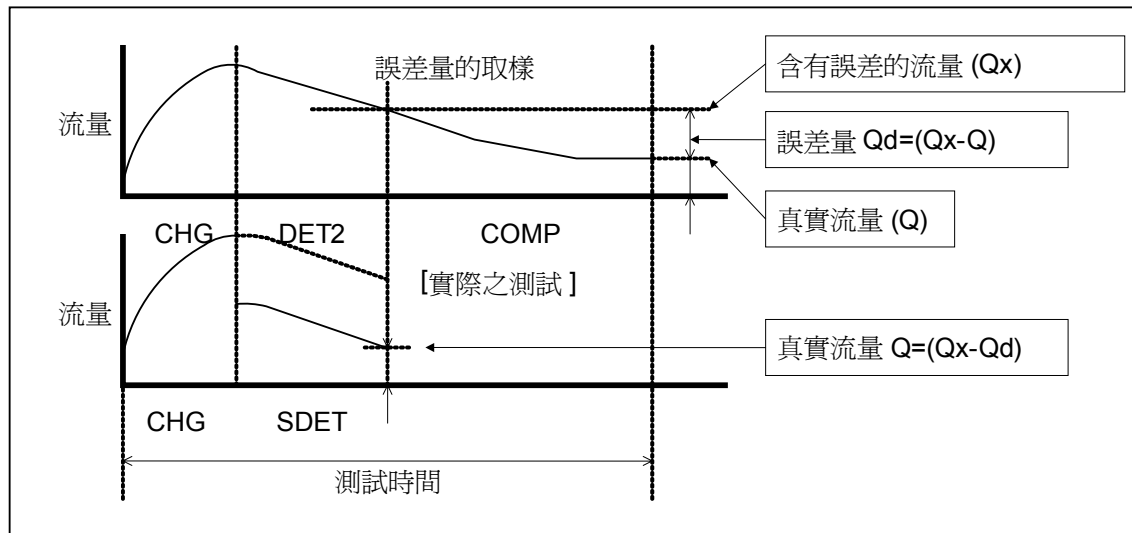 誤差量的取樣
含有誤差的流量 (Qx)
流量
誤差量 Qd=(Qx-Q)
真實流量 (Q)
CHG
DET2
COMP
[實際之測試 ]
流量
真實流量 Q=(Qx-Qd)
CHG
SDET
測試時間